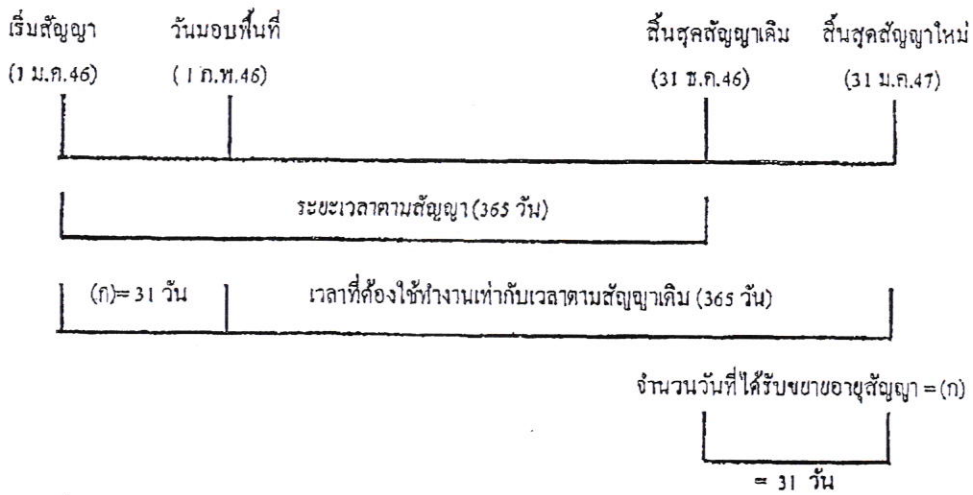 เริ่มสัญญา วันมอบพื้นที่ สิ้นสุดสัญญาเดิม สิ้นสุดสัญญาใหม่
(1 ม.ค.46) (1 ก.พ.46) (31 ธ.ค.46) (31 ม.ค.47)
ระยะเวลาตามสัญญา (365 วัน)
(ก)= 31 วัน เวลาที่ต้องใช้ทำงานเท่ากับเวลาตามสัญญาเดิม (365 วัน)
จำนวนวันที่ได้รับขยายอายุสัญญา = (ก)
= 31 วัน